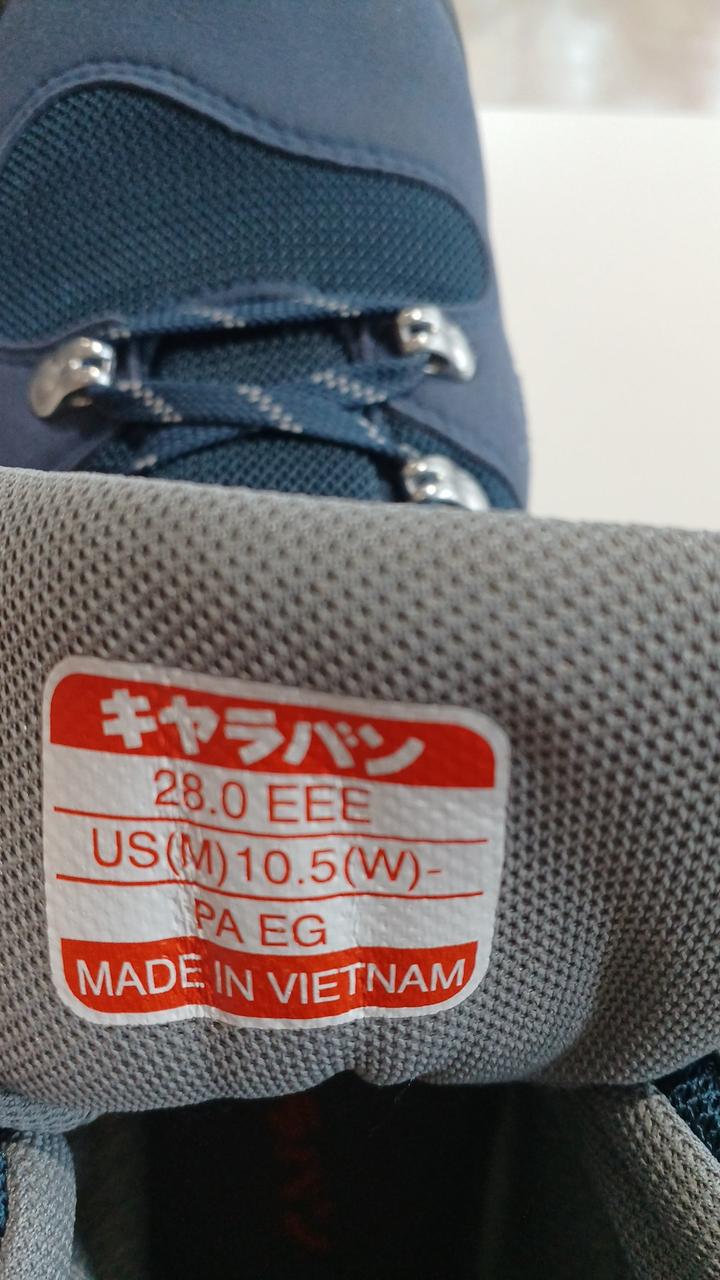 キャラバン
28.0 EEE
US(M)10.5(W)-
PA EG
MADE IN VIETNAM